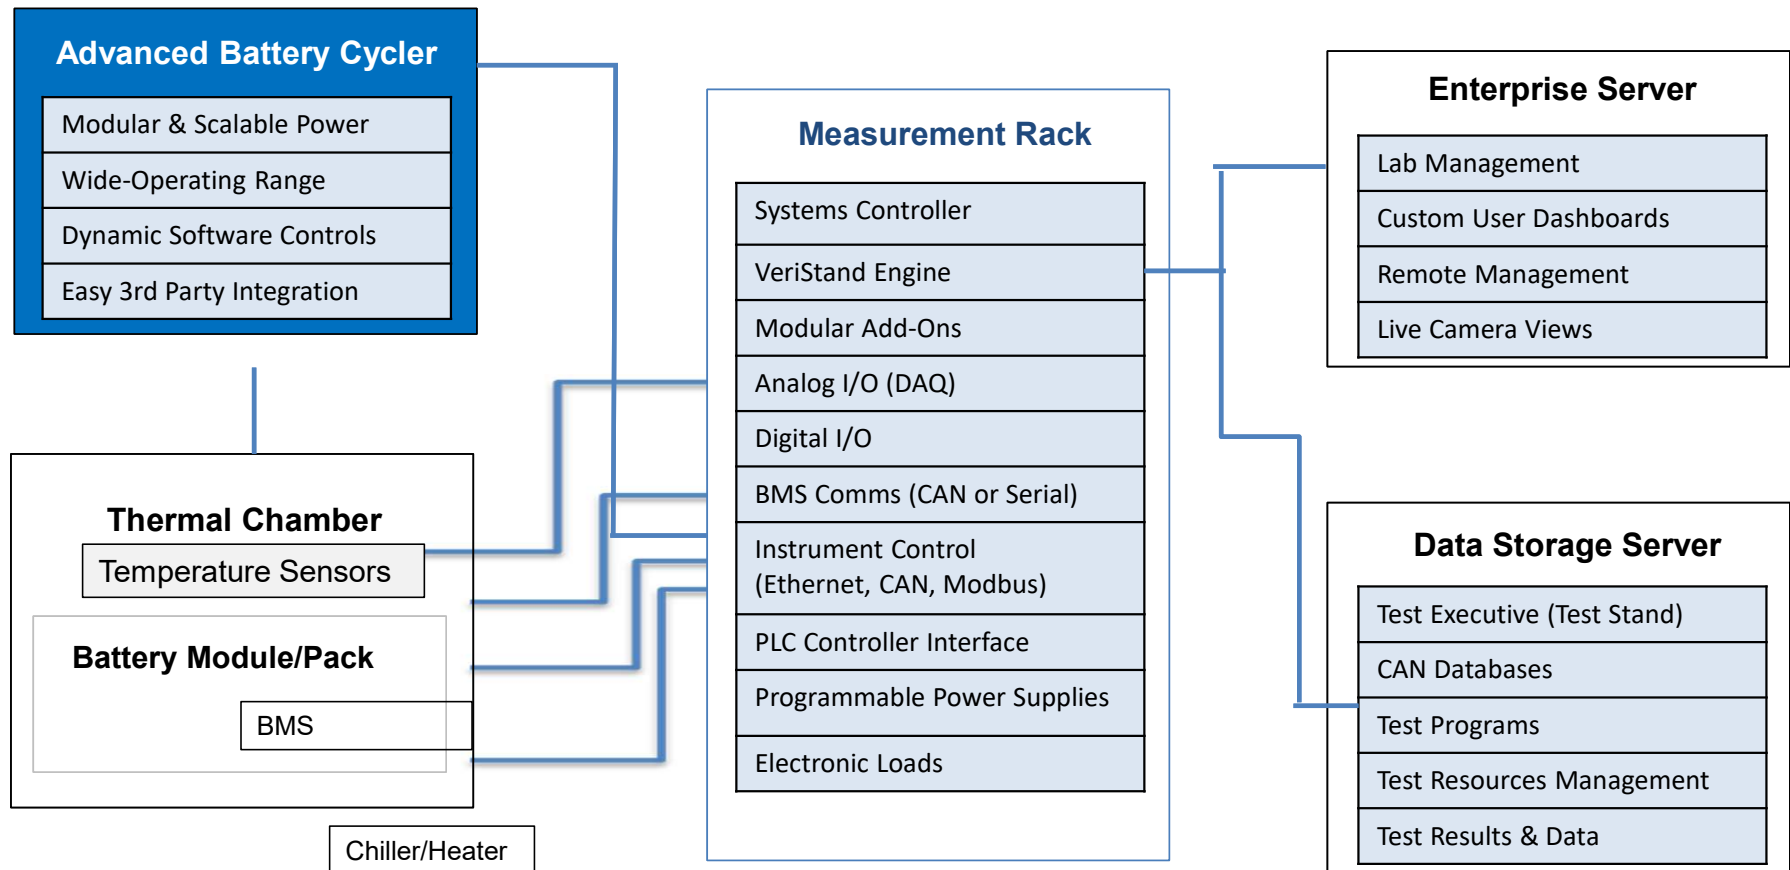 Advanced Battery Cycler
Modular & Scalable Power
Wide-Operating Range
Dynamic Software Controls
Easy 3rd Party Integration
Thermal Chamber
Temperature Sensors
Battery Module/Pack
BMS
Chiller/Heater
Measurement Rack
Systems Controller
VeriStand Engine
Modular Add-Ons
Analog I/O (DAQ)
Digital I/O
BMS Comms (CAN or Serial)
Instrument Control
(Ethernet, CAN, Modbus)
PLC Controller Interface
Programmable Power Supplies
Electronic Loads
Enterprise Server
Lab Management
Custom User Dashboards
Remote Management
Live Camera Views
Data Storage Server
Test Executive (Test Stand)
CAN Databases
Test Programs
Test Resources Management
Test Results & Data